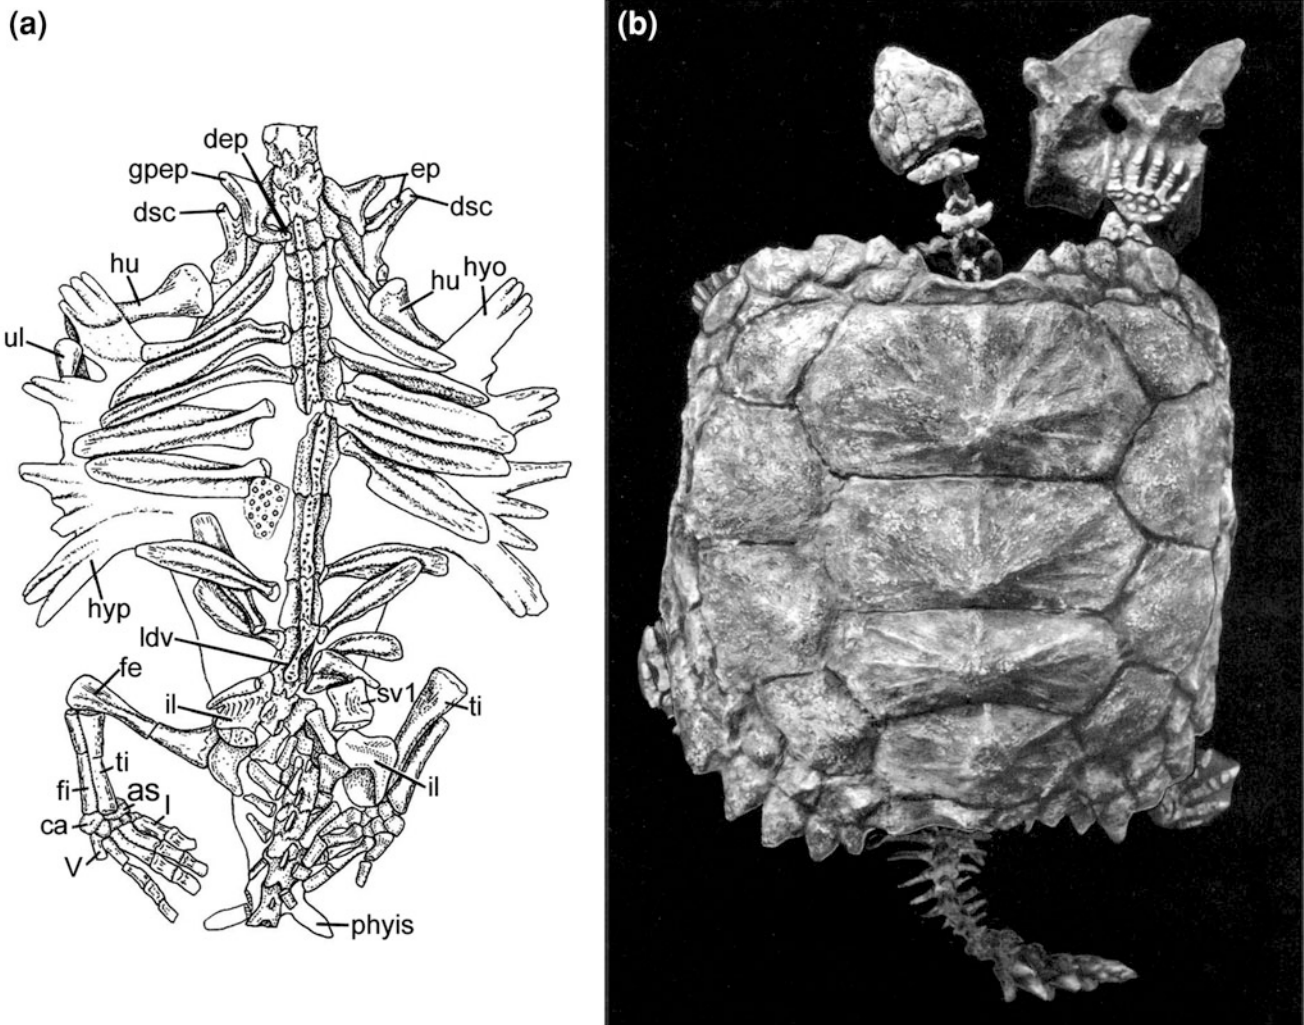 (a)
(b)
dep
gpep
ep
dsc
dsc
hu
hu
hyo
ul
hyp
ldv
fe
il
sv1
ti
ti
fi
as
I
il
ca
V
phyis